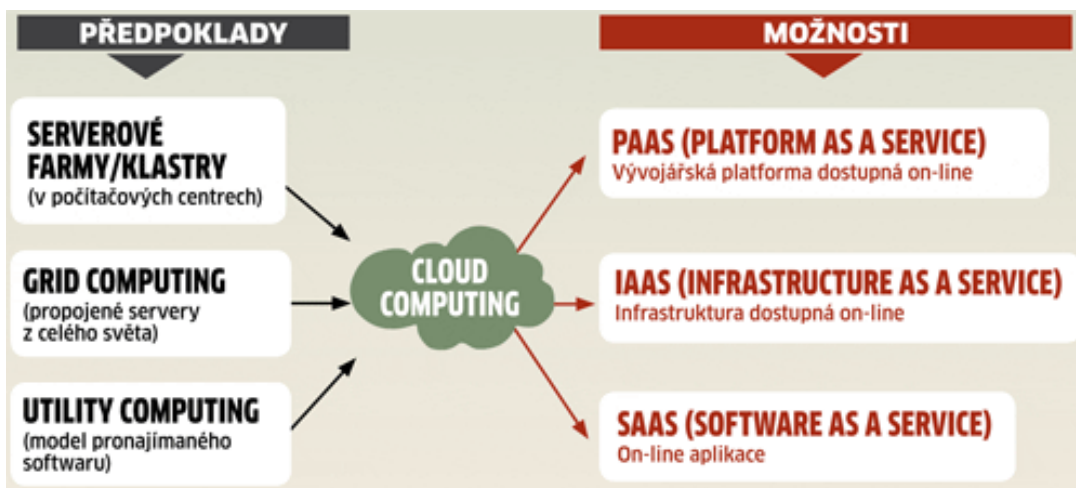 PŘEDPOKLADY
SERVEROVÉ
FARMY/KLASTRY
(v počítačových centrech)
GRID COMPUTING
(propojené servery
z celého světa)
UTILITY COMPUTING
(model pronajímaného
softwaru)
CLOUD
COMPUTING
MOŽNOSTI
PAAS (PLATFORM AS A SERVICE)
Vývojářská platforma dostupná on-line
IAAS (INFRASTRUCTURE AS A SERVICE)
Infrastruktura dostupná on-line
SAAS (SOFTWARE AS A SERVICE)
On-line aplikace